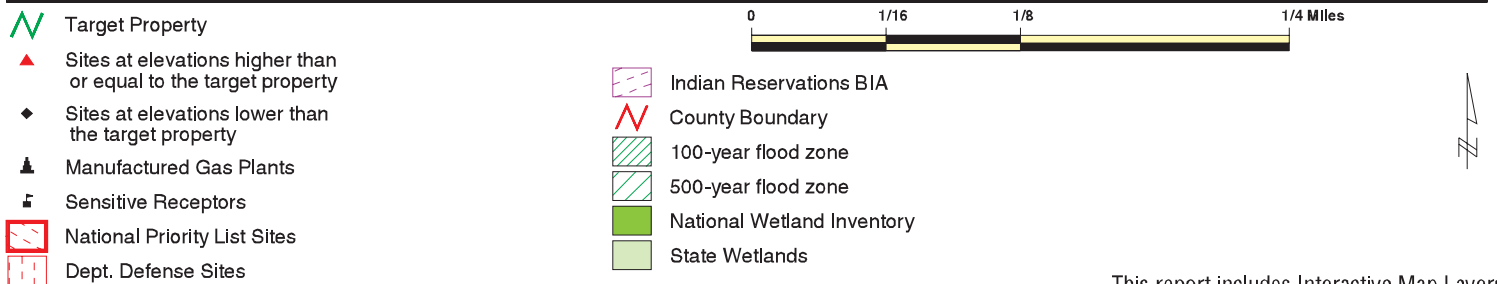 Target Property
Sites at elevations higher than
or equal to the target property
Sites at elevations lower than
the target property
Manufactured Gas Plants
Sensitive Receptors
National Priority List Sites
Dept. Defense Sites
0 1/16 1/8 1/4 Miles
Indian Reservations BIA
County Boundary
100-year flood zone
500-year flood zone
National Wetland Inventory
State Wetlands
N
This report includes Interactive Map Layers